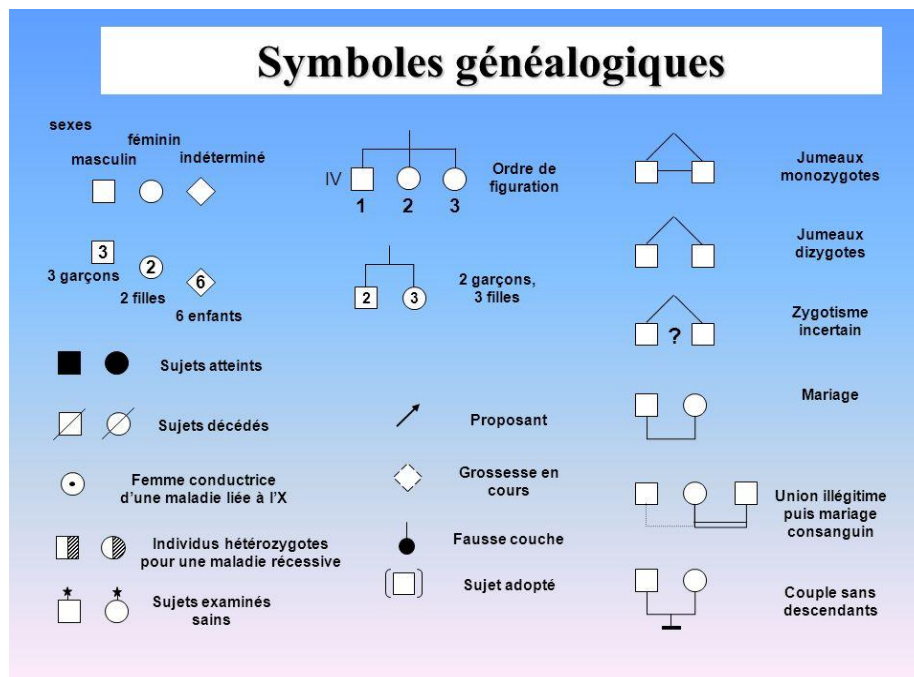 Symboles généalogiques
sexes
masculin
féminin
indéterminé
3
3 garçons
2
2 filles
6
6 enfants
Sujets atteints
Sujets décédés
Femme conductrice
d'une maladie liée à l'X
Individus hétérozygotes
pour une maladie récessive
Sujets examinés
sains
IV
1 2 3
Ordre de
figuration
2 3
2 garçons,
3 filles
Proposant
Grossesse en
cours
Fausse couche
Sujet adopté
Jumeaux
monozygotes
Jumeaux
dizygotes
?
Zygotisme
incertain
Mariage
Union illégitime
puis mariage
consanguin
Couple sans
descendants